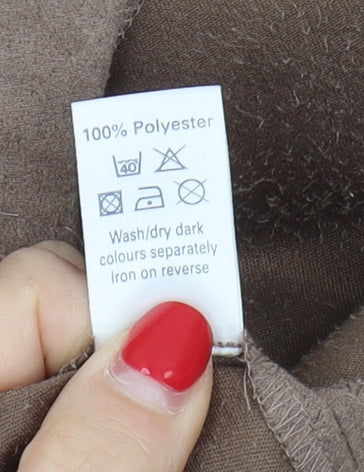 100% Polyester
40
Wash/dry dark
colours separately
Iron on reverse